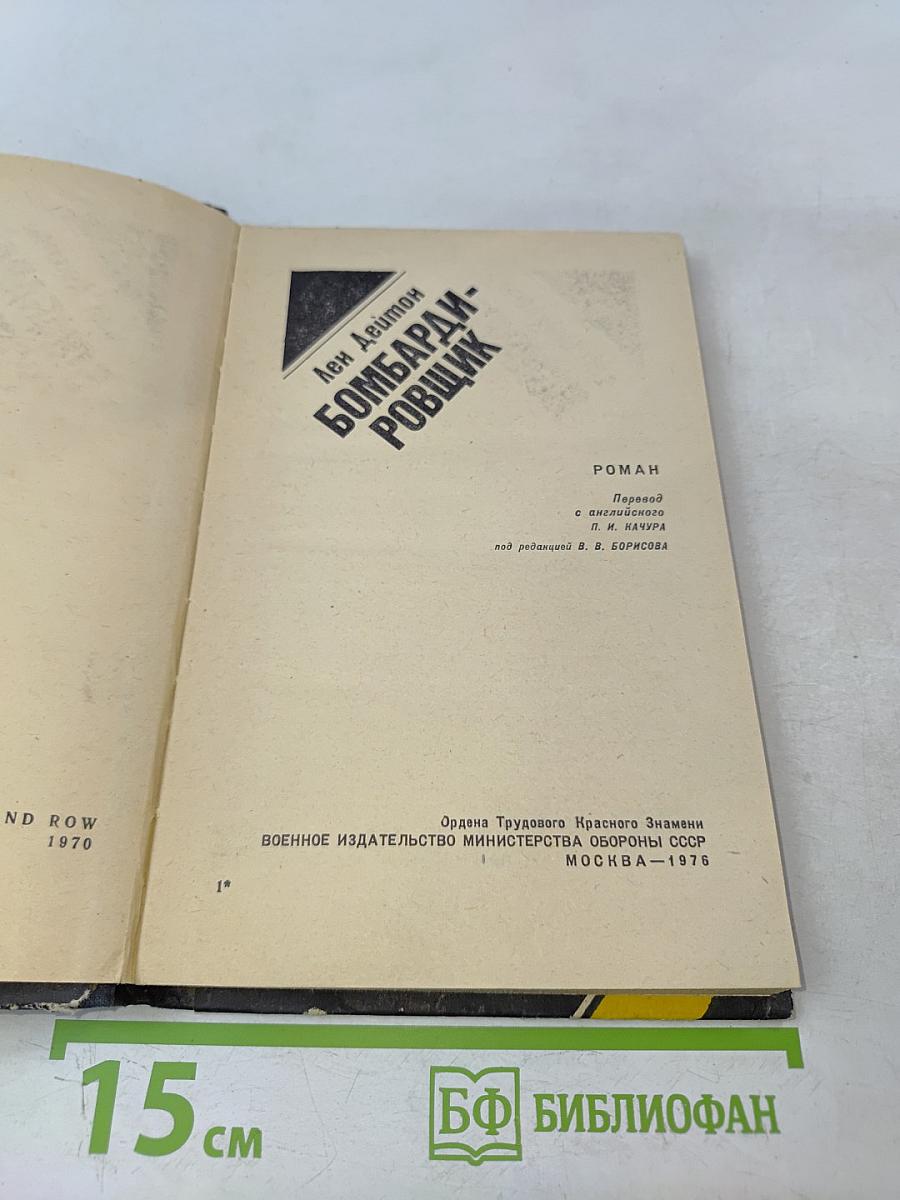 Лен Дейтон
БОМБАРДИ-
РОВЩИК
РОМАН
Перевод
с английского
П. И. КАЧУРА
под редакцией В. В. БОРИСОВА
ND ROW
1970
Ордена Трудового Красного Знамени
ВОЕННОЕ ИЗДАТЕЛЬСТВО МИНИСТЕРСТВА ОБОРОНЫ СССР
МОСКВА—1976
1*
15 см
БФ БИБЛИОФАН